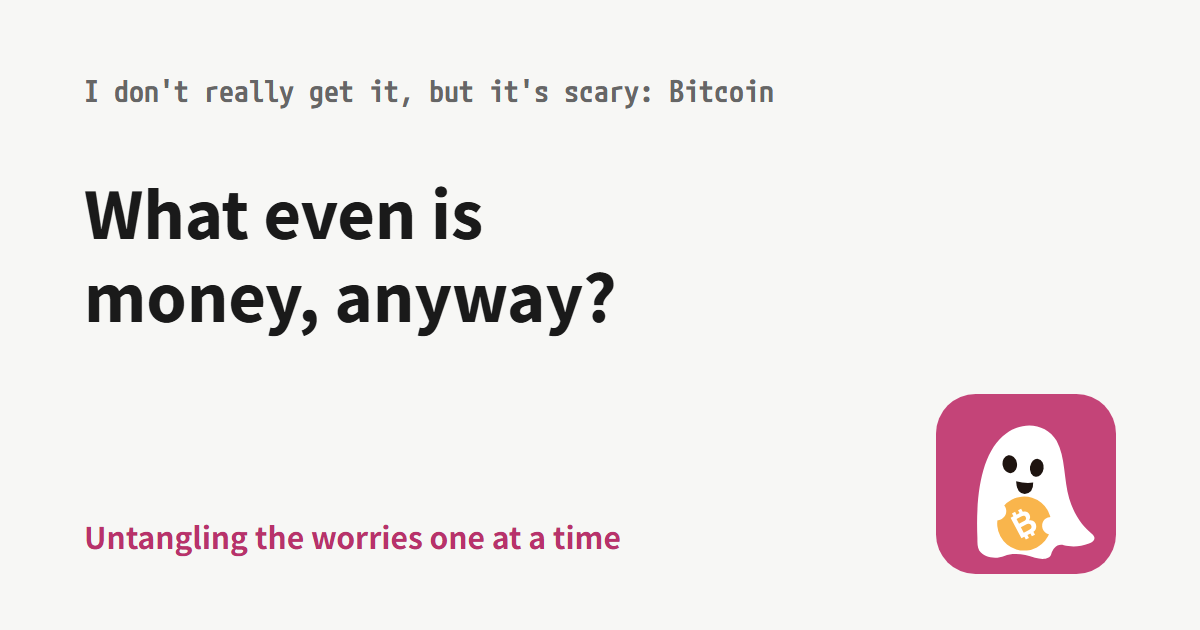 I don't really get it, but it's scary: Bitcoin
What even is
money, anyway?
Untangling the worries one at a time